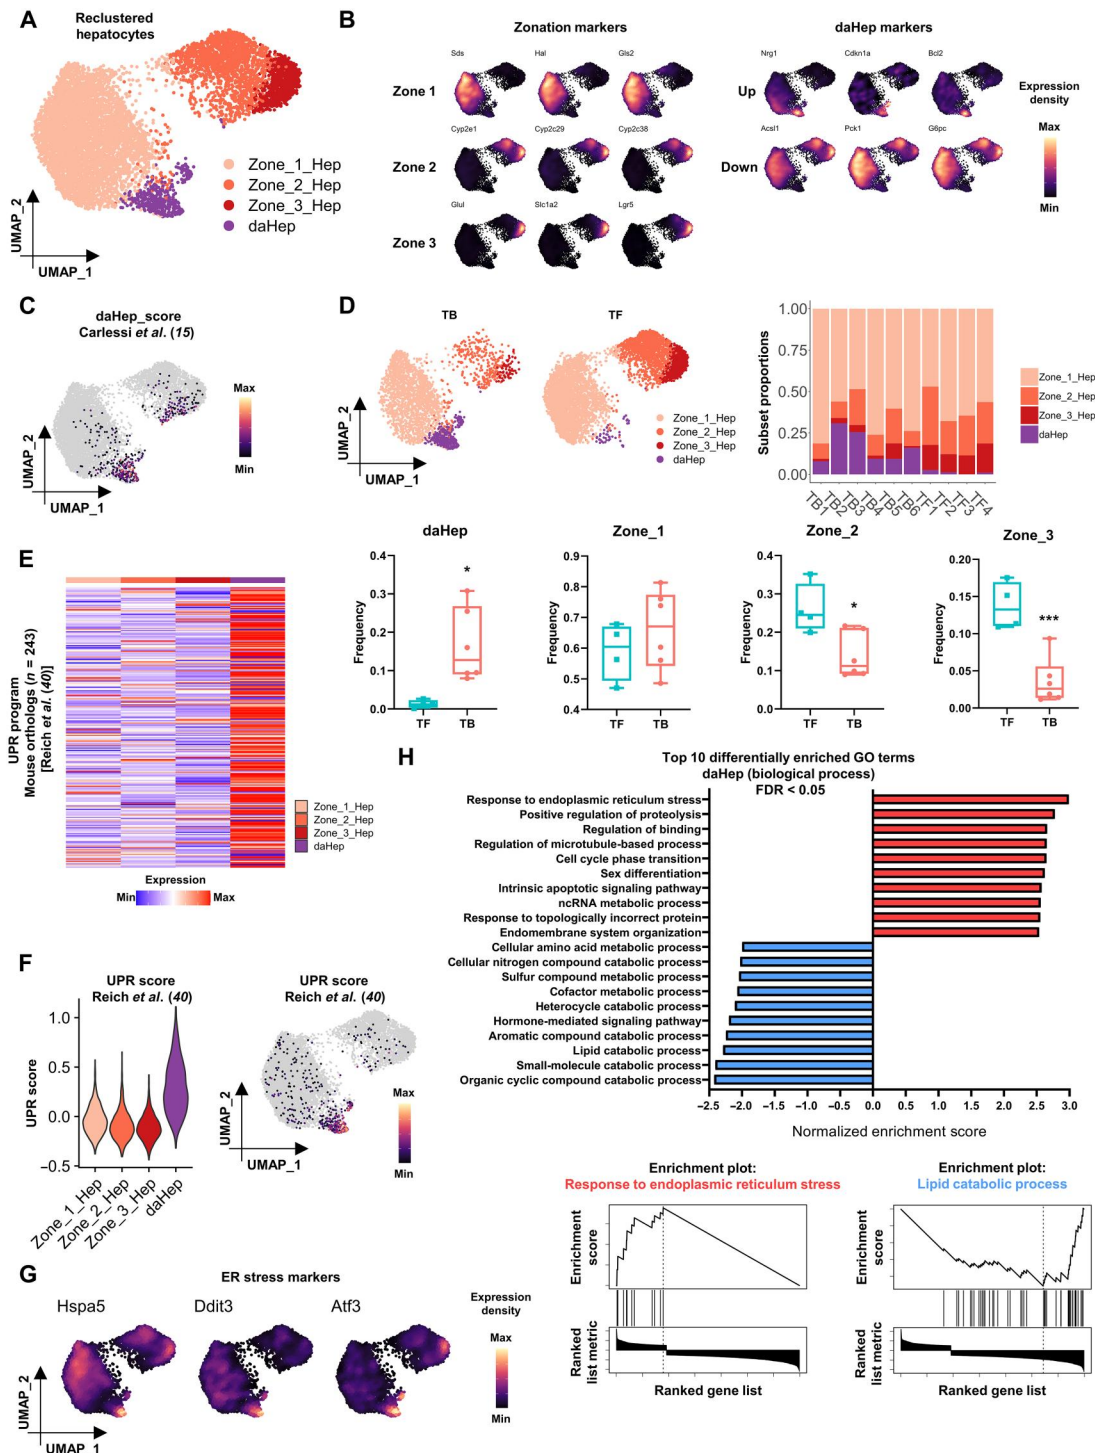 A
Reclustered
hepatocytes
Zone_1_Hep
Zone_2_Hep
Zone_3_Hep
daHep
UMAP_2
UMAP_1
B
Zonation markers
daHep markers
Sds
Hal
Gls2
Zone 1
Cyp2e1
Cyp2c29
Cyp2c38
Zone 2
Glul
Slc1a2
Lgr5
Zone 3
Nrg1
Cdkn1a
Bcl2
Up
Acsl1
Pck1
G6pc
Down
Expression
density
Max
Min
C
daHep_score
Carlessi et al. (15)
Max
Min
UMAP_2
UMAP_1
D
TB
TF
UMAP_2
UMAP_1
Zone_1_Hep
Zone_2_Hep
Zone_3_Hep
daHep
Subset proportions
1.00
0.75
0.50
0.25
0.00
TB1
TB2
TB3
TB4
TB5
TB6
TF1
TF2
TF3
TF4
Zone_1_Hep
Zone_2_Hep
Zone_3_Hep
daHep
daHep
Frequency
0.4
0.3
0.2
0.1
0.0
*
TF
TB
Zone_1
Frequency
0.9
0.8
0.7
0.6
0.5
0.4
TF
TB
Zone_2
Frequency
0.4
0.3
0.2
0.1
0.0
*
TF
TB
Zone_3
Frequency
0.20
0.15
0.10
0.05
0.00
***
TF
TB
E
UPR program
Mouse orthologs (n = 243)
[Reich et al. (40)]
Zone_1_Hep
Zone_2_Hep
Zone_3_Hep
daHep
Expression
Min
Max
F
UPR score
Reich et al. (40)
UPR score
1.0
0.5
0.0
−0.5
Zone_1_Hep
Zone_2_Hep
Zone_3_Hep
daHep
UPR score
Reich et al. (40)
Max
Min
UMAP_2
UMAP_1
G
ER stress markers
Hspa5
Ddit3
Atf3
Expression
density
Max
Min
UMAP_2
UMAP_1
H
Top 10 differentially enriched GO terms
daHep (biological process)
FDR < 0.05
Response to endoplasmic reticulum stress
Positive regulation of proteolysis
Regulation of binding
Regulation of microtubule-based process
Cell cycle phase transition
Sex differentiation
Intrinsic apoptotic signaling pathway
ncRNA metabolic process
Response to topologically incorrect protein
Endomembrane system organization
Cellular amino acid metabolic process
Cellular nitrogen compound catabolic process
Sulfur compound metabolic process
Cofactor metabolic process
Heterocycle catabolic process
Hormone-mediated signaling pathway
Aromatic compound catabolic process
Lipid catabolic process
Small-molecule catabolic process
Organic cyclic compound catabolic process
−2.5 −2.0 −1.5 −1.0 −0.5 0.0 0.5 1.0 1.5 2.0 2.5 3.0
Normalized enrichment score
Enrichment plot:
Response to endoplasmic reticulum stress
Enrichment
score
Ranked
list metric
Ranked gene list
Enrichment plot:
Lipid catabolic process
Enrichment
score
Ranked
list metric
Ranked gene list